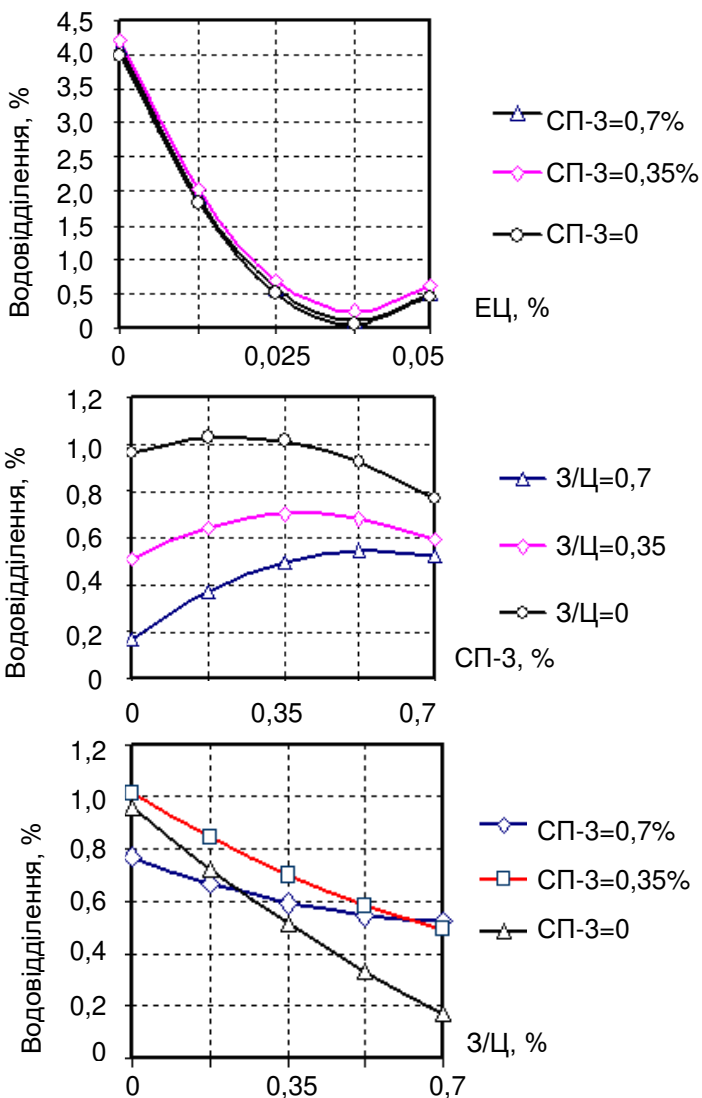 Водовідділення, %
4,5
4,0
3,5
3,0
2,5
2,0
1,5
1,0
0,5
0
0
0,025
0,05
ЕЦ, %
СП-3=0,7%
СП-3=0,35%
СП-3=0
Водовідділення, %
1,2
1,0
0,8
0,6
0,4
0,2
0
0
0,35
0,7
СП-3, %
З/Ц=0,7
З/Ц=0,35
З/Ц=0
Водовідділення, %
1,2
1,0
0,8
0,6
0,4
0,2
0
0
0,35
0,7
З/Ц, %
СП-3=0,7%
СП-3=0,35%
СП-3=0